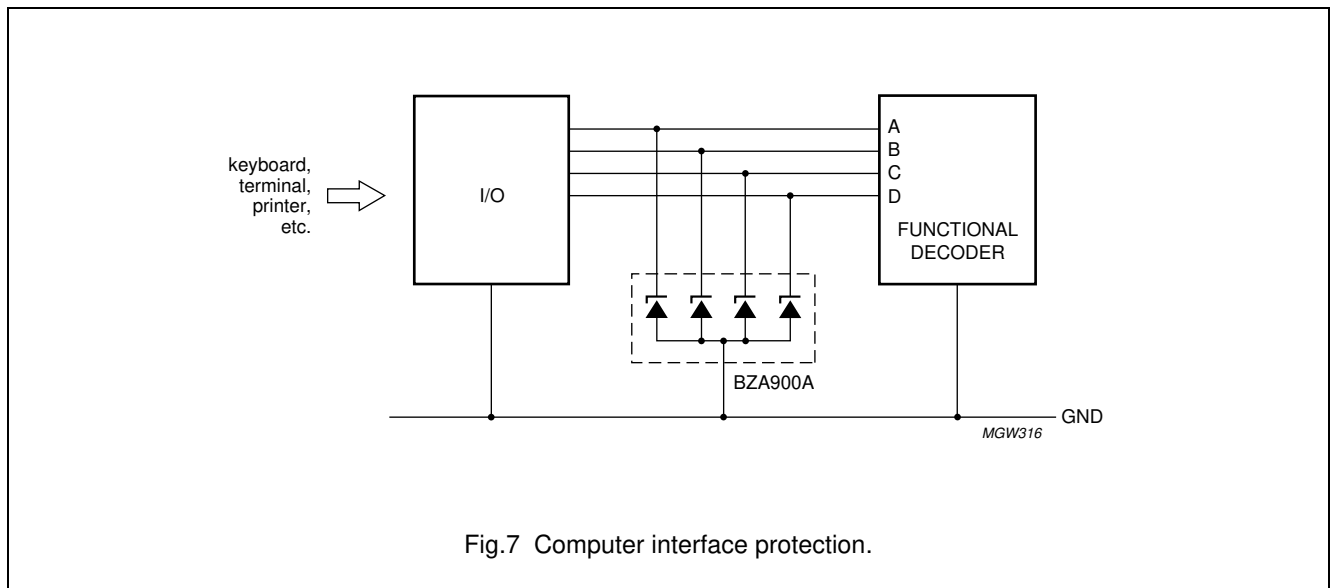 keyboard,
terminal,
printer,
etc.
I/O
A
B
C
D
FUNCTIONAL
DECODER
BZA900A
GND
MGW316
Fig.7 Computer interface protection.